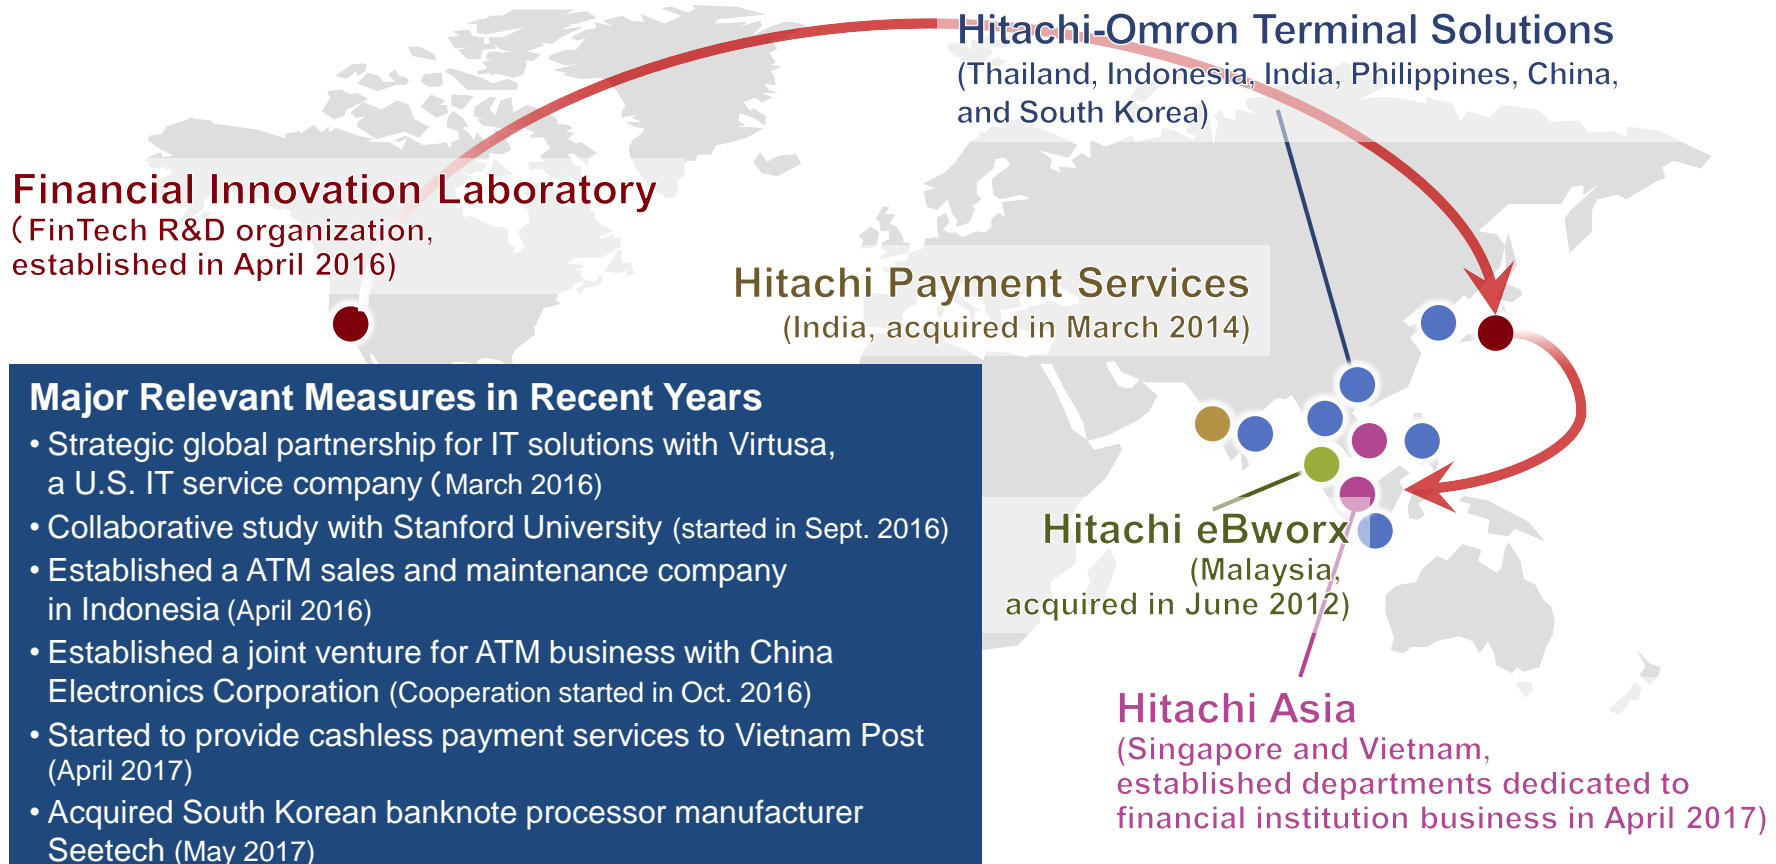 Hitachi-Omron Terminal Solutions
(Thailand, Indonesia, India, Philippines, China,
and South Korea)
Financial Innovation Laboratory
(FinTech R&D organization,
established in April 2016)
Hitachi Payment Services
(India, acquired in March 2014)
Major Relevant Measures in Recent Years
• Strategic global partnership for IT solutions with Virtusa,
a U.S. IT service company (March 2016)
• Collaborative study with Stanford University (started in Sept. 2016)
• Established a ATM sales and maintenance company
in Indonesia (April 2016)
• Established a joint venture for ATM business with China
Electronics Corporation (Cooperation started in Oct. 2016)
• Started to provide cashless payment services to Vietnam Post
(April 2017)
• Acquired South Korean banknote processor manufacturer
Seetech (May 2017)
Hitachi eBworx
(Malaysia,
acquired in June 2012)
Hitachi Asia
(Singapore and Vietnam,
established departments dedicated to
financial institution business in April 2017)